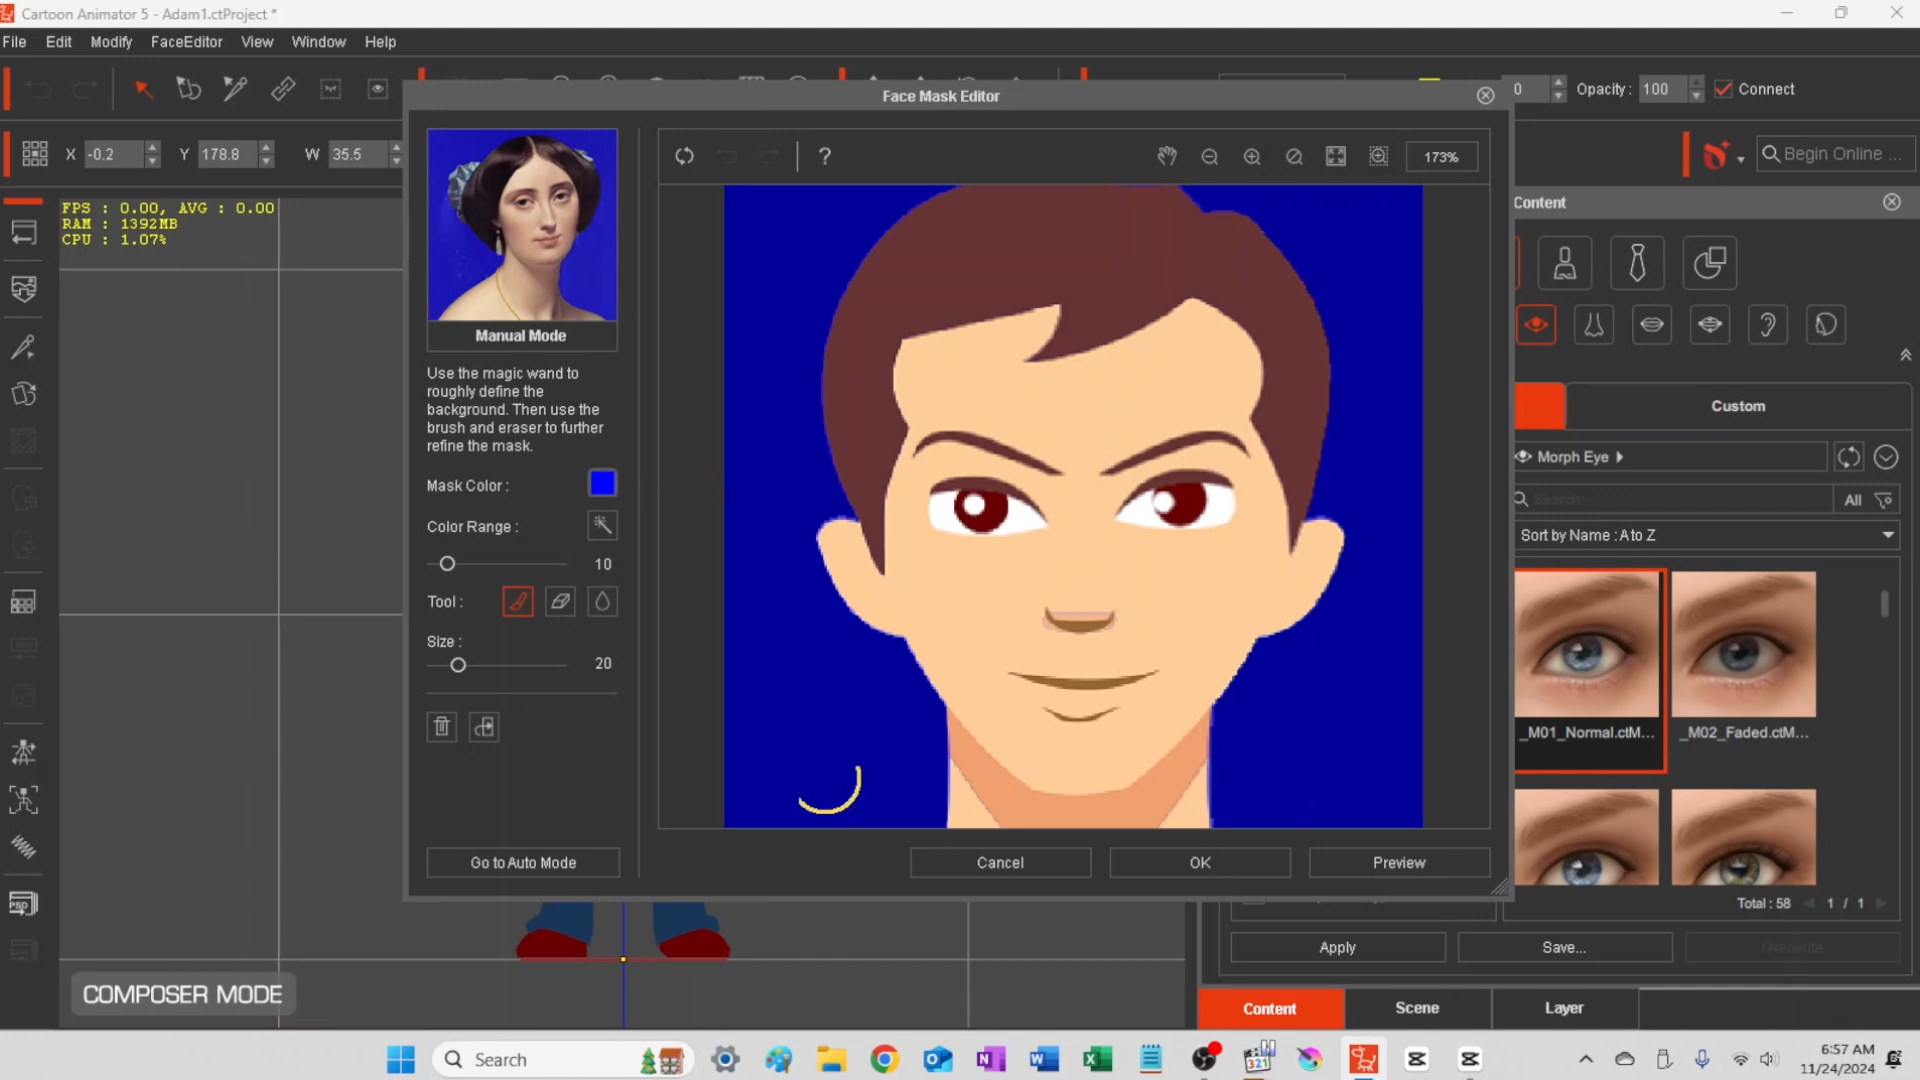 Cartoon Animator 5 - Adam1.ctProject *
File Edit Modify FaceEditor View Window Help
Face Mask Editor
0 Opacity : 100 Connect
X -0.2 Y 178.8 W 35.5
? 173%
Begin Online ...
FPS : 0.00, AVG : 0.00
RAM : 1392MB
CPU : 1.07%
Content
Manual Mode
Use the magic wand to
roughly define the
background. Then use the
brush and eraser to further
refine the mask.
Mask Color :
Color Range :
10
Tool :
Size :
20
Custom
Morph Eye
Search
All
Sort by Name :A to Z
_M01_Normal.ctM...
_M02_Faded.ctM...
Go to Auto Mode
Cancel
OK
Preview
Total : 58 1 / 1
Apply
Save...
Overwrite
PSD
COMPOSER MODE
Content
Scene
Layer
Search
321
6:57 AM
11/24/2024